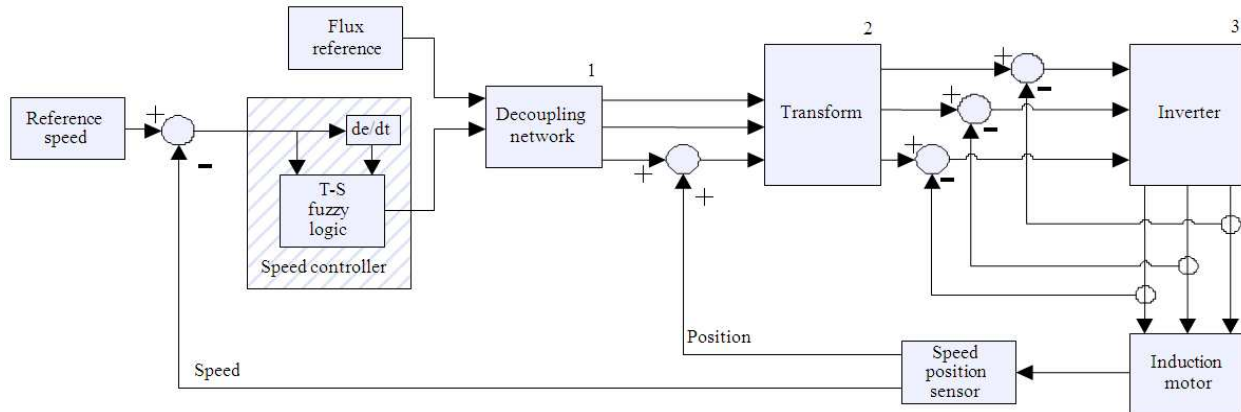 Flux
reference
1
2
3
Reference
speed
+
-
de/dt
T-S
fuzzy
logic
Speed controller
Decoupling
network
+
+
Transform
+
-
+
-
+
-
Inverter
Position
Speed
Speed
position
sensor
Induction
motor